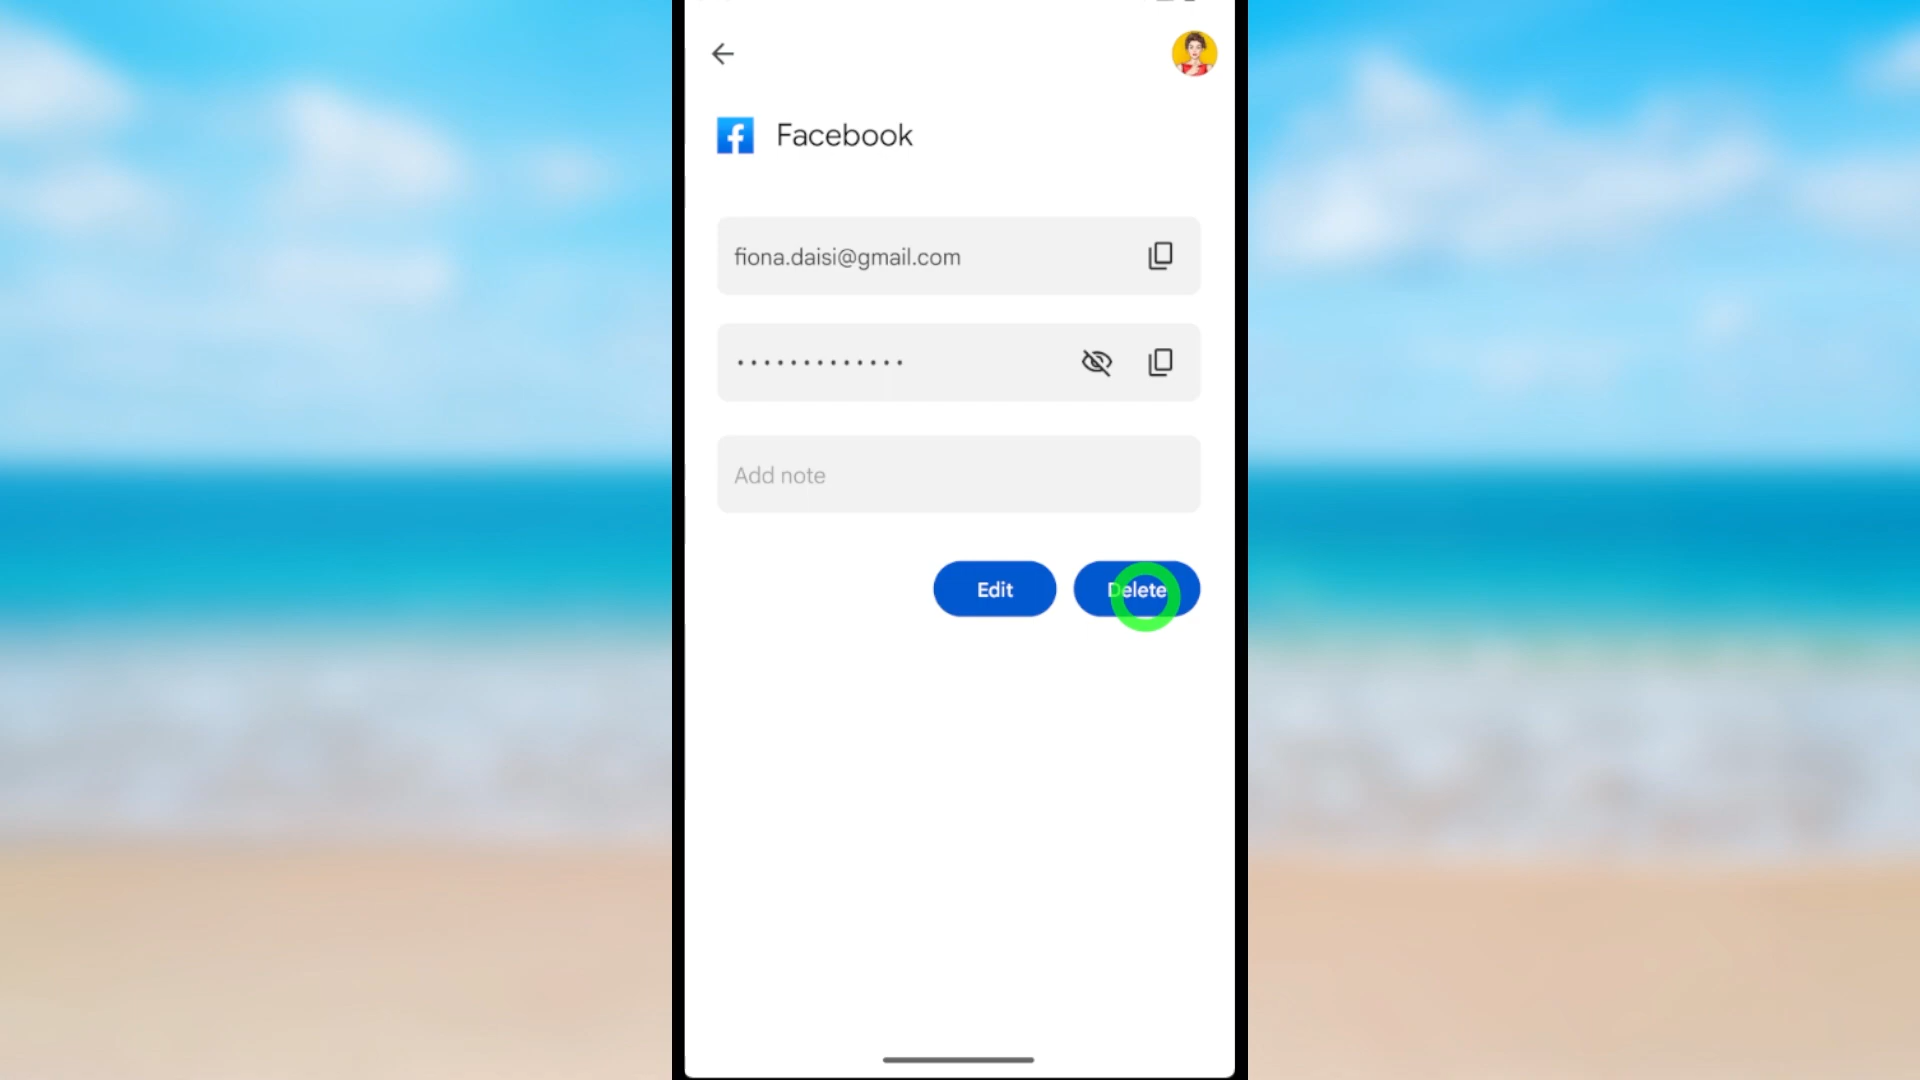 Facebook
fiona.daisi@gmail.com
•••••••••••••
Add note
Edit
Delete